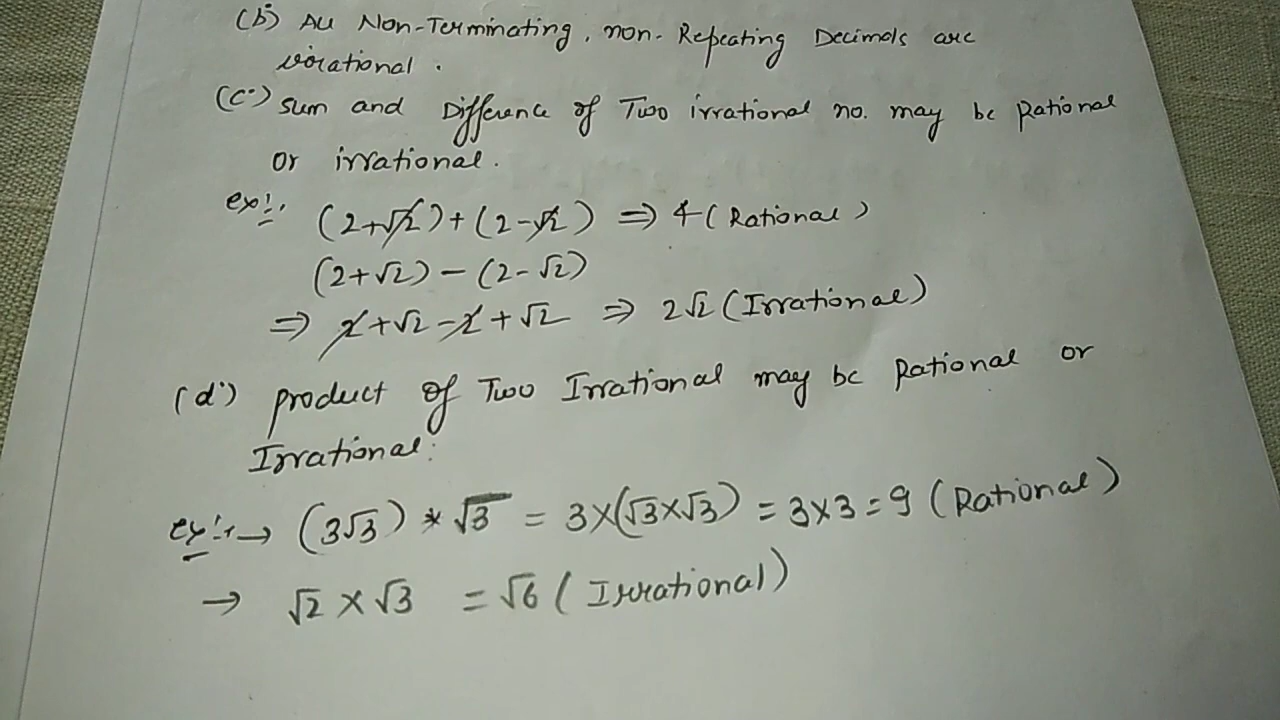 (b) All Non-Terminating, non-Repeating Decimals are
irrational.
(c) Sum and Difference of Two irrational no. may be Rational
or irrational.
ex:- (2+√2)+(2-√2) ⇒ 4 (Rational)
(2+√2) - (2-√2)
⇒ 2+√2-2+√2 ⇒ 2√2 (Irrational)
(d) product of Two Irrational may be Rational or
Irrational.
ex:- → (3√3) * √3 = 3×(√3×√3) = 3×3=9 (Rational)
→ √2 × √3 = √6 (Irrational)